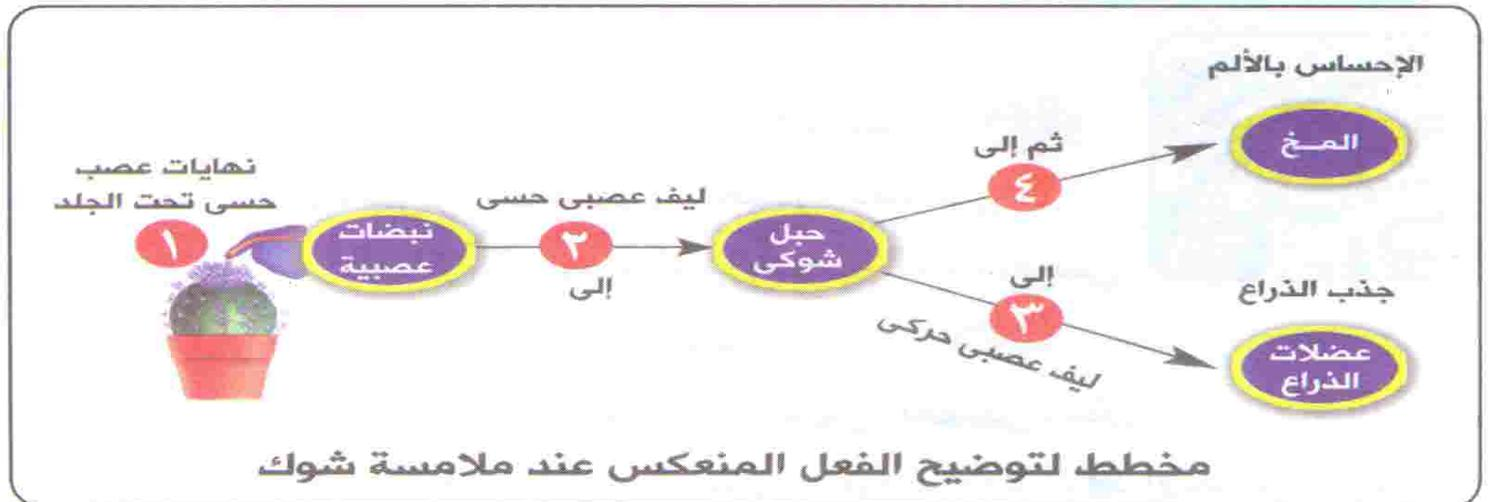 الإحساس بالألم
المخ
ثم إلى
٤
نهايات عصب
حسى تحت الجلد
١
نبضات
عصبية
ليف عصبى حسى
٢
إلى
حبل
شوكى
إلى
٣
ليف عصبى حركى
جذب الذراع
عضلات
الذراع
مخطط لتوضيح الفعل المنعكس عند ملامسة شوك